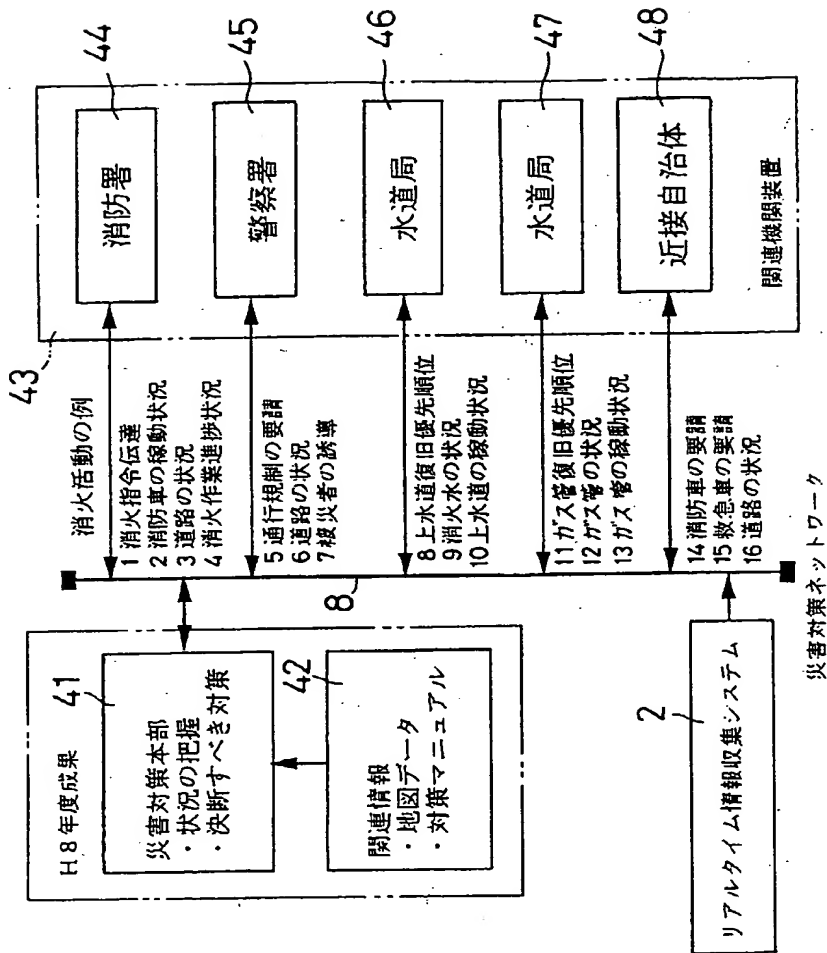 H8年度成果
41
災害対策本部
・状況の把握
・決断すべき対策
42
関連情報
・地図データ
・対策マニュアル
2
リアルタイム情報収集システム
8
災害対策ネットワーク
消火活動の例
1 消火指令伝達
2 消防車の稼動状況
3 道路の状況
4 消火作業進捗状況
5 通行規制の要請
6 道路の状況
7 被災者の誘導
8 上水道復旧優先順位
9 消火水の状況
10 上水道の稼動状況
11 ガス管復旧優先順位
12 ガス管の状況
13 ガス管の稼動状況
14 消防車の要請
15 救急車の要請
16 道路の状況
43
消防署
44
警察署
45
水道局
46
水道局
47
近接自治体
48
関連機関装置